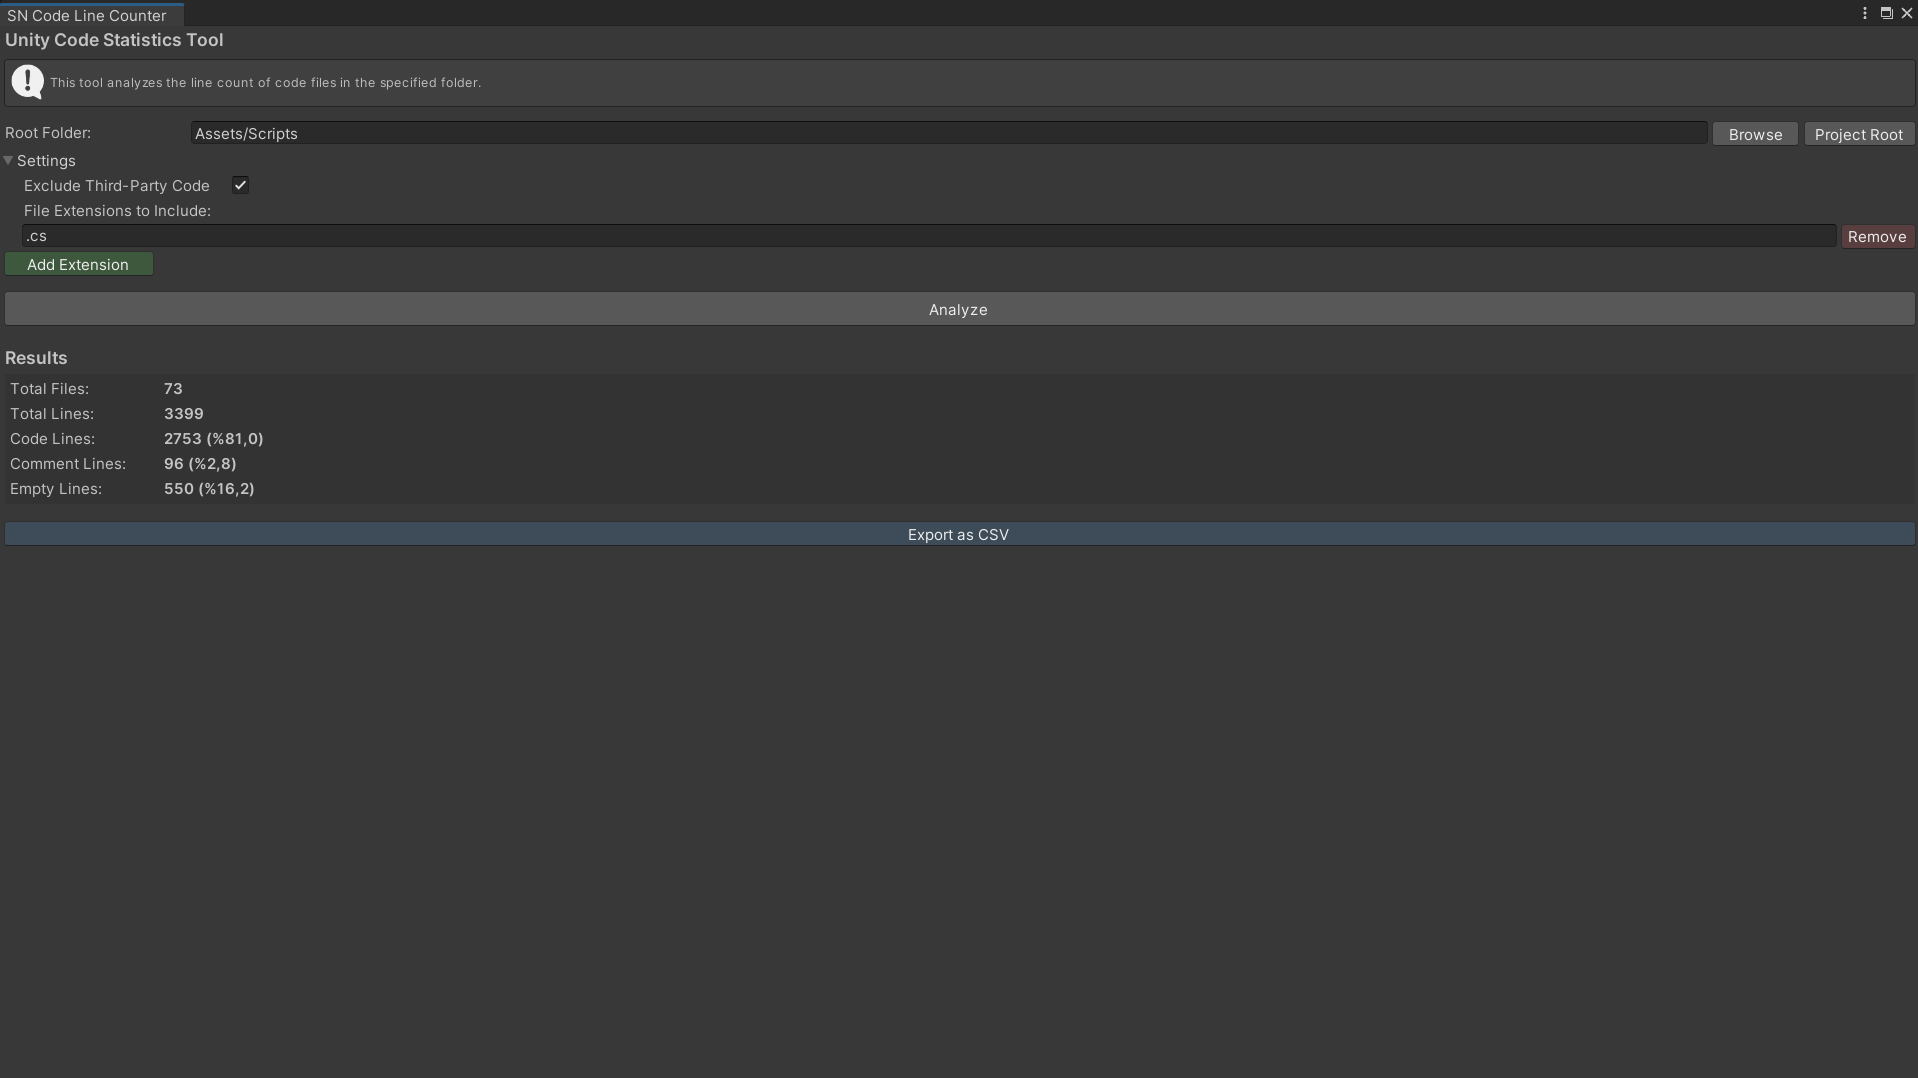 SN Code Line Counter
Unity Code Statistics Tool
This tool analyzes the line count of code files in the specified folder.
Root Folder: Assets/Scripts Browse Project Root
Settings
Exclude Third-Party Code
File Extensions to Include:
.cs Remove
Add Extension
Analyze
Results
Total Files: 73
Total Lines: 3399
Code Lines: 2753 (%81,0)
Comment Lines: 96 (%2,8)
Empty Lines: 550 (%16,2)
Export as CSV